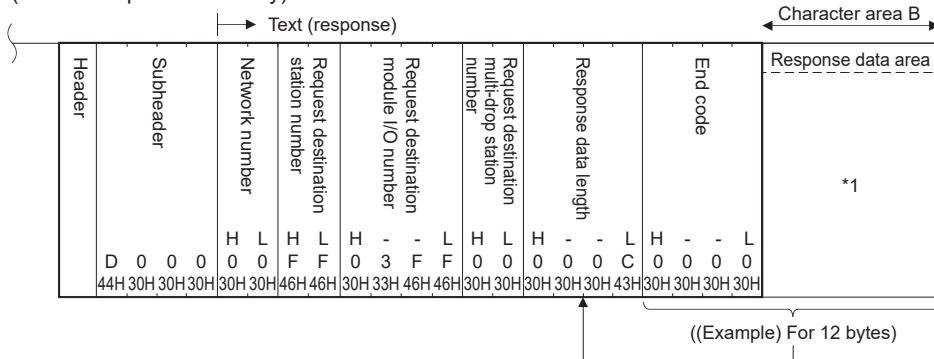 Text (response)
Character area B
Header
Subheader
Network number
Request destination
station number
Request destination
module I/O number
Request destination
multi-drop station
number
Response data length
End code
Response data area
*1
H L H L H - - L H L H - - L H - - L
D 0 0 0 0 0 F F 0 3 F F 0 0 0 0 0 C 0 0 0 0
44H 30H 30H 30H 30H 30H 46H 46H 30H 33H 46H 46H 30H 30H 30H 30H 30H 43H 30H 30H 30H 30H
((Example) For 12 bytes)